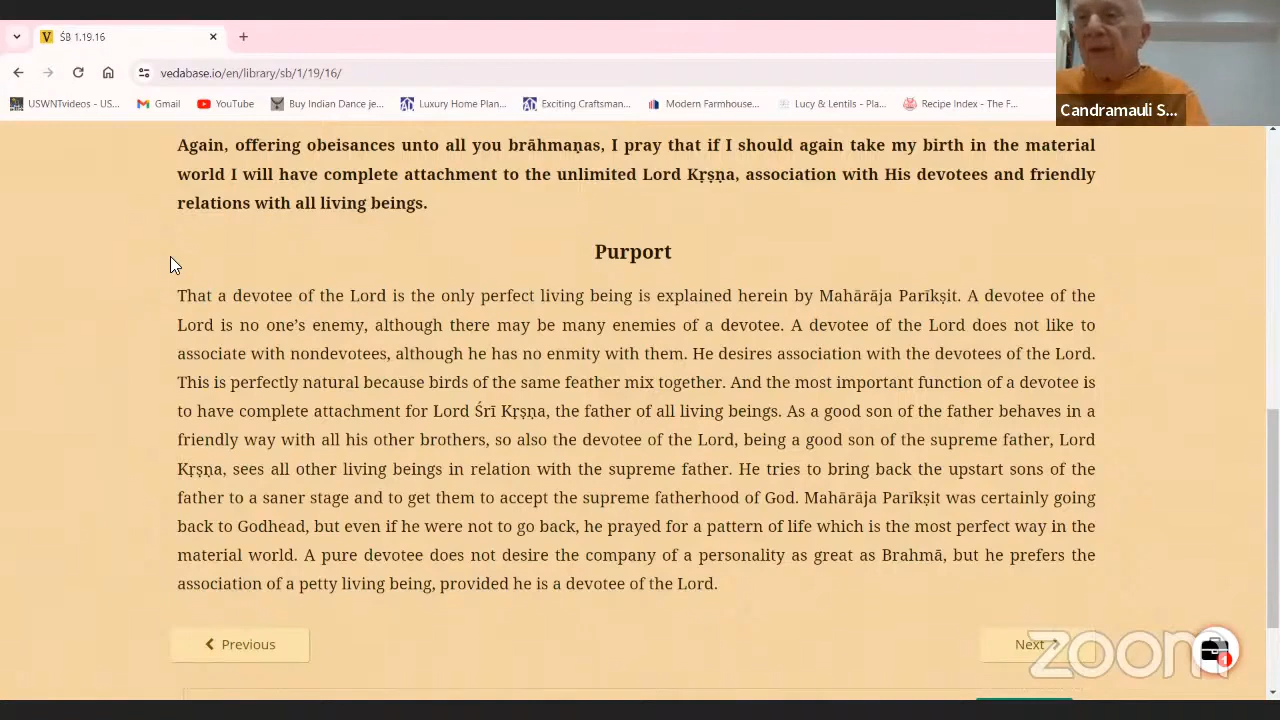 ŚB 1.19.16
vedabase.io/en/library/sb/1/19/16/
USWNTvideos - US...
Gmail
YouTube
Buy Indian Dance je...
Luxury Home Plan...
Exciting Craftsman...
Modern Farmhouse...
Lucy & Lentils - Pla...
Recipe Index - The F...
Candramauli S...
Again, offering obeisances unto all you brāhmaṇas, I pray that if I should again take my birth in the material
world I will have complete attachment to the unlimited Lord Kṛṣṇa, association with His devotees and friendly
relations with all living beings.
Purport
That a devotee of the Lord is the only perfect living being is explained herein by Mahārāja Parīkṣit. A devotee of the
Lord is no one’s enemy, although there may be many enemies of a devotee. A devotee of the Lord does not like to
associate with nondevotees, although he has no enmity with them. He desires association with the devotees of the Lord.
This is perfectly natural because birds of the same feather mix together. And the most important function of a devotee is
to have complete attachment for Lord Śrī Kṛṣṇa, the father of all living beings. As a good son of the father behaves in a
friendly way with all his other brothers, so also the devotee of the Lord, being a good son of the supreme father, Lord
Kṛṣṇa, sees all other living beings in relation with the supreme father. He tries to bring back the upstart sons of the
father to a saner stage and to get them to accept the supreme fatherhood of God. Mahārāja Parīkṣit was certainly going
back to Godhead, but even if he were not to go back, he prayed for a pattern of life which is the most perfect way in the
material world. A pure devotee does not desire the company of a personality as great as Brahmā, but he prefers the
association of a petty living being, provided he is a devotee of the Lord.
Previous
Next
zoom